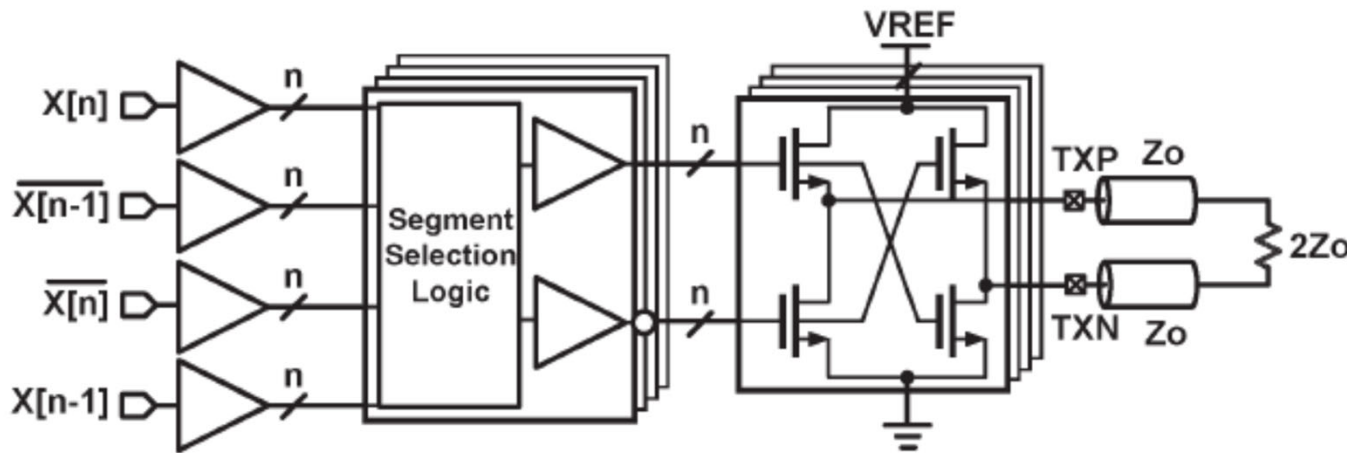 VREF
X[n]
n
n
TXP
Zo
X[n-1]
n
Segment
Selection
Logic
2Zo
X[n]
n
n
TXN
Zo
X[n-1]
n